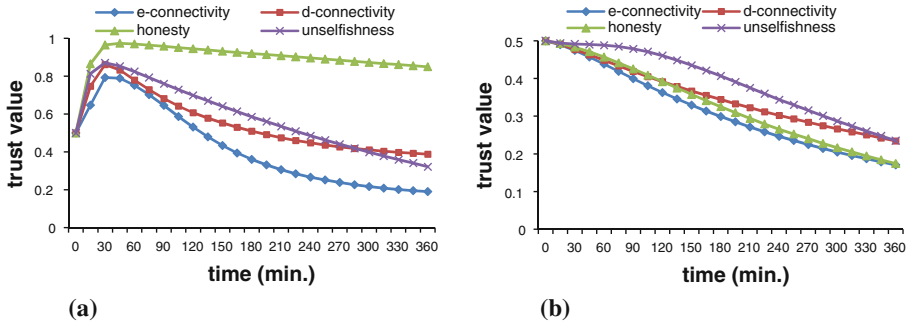 e-connectivity d-connectivity
honesty unselfishness
1
0.8
0.6
0.4
0.2
0
trust value
0 30 60 90 120 150 180 210 240 270 300 330 360
time (min.)
(a)
e-connectivity d-connectivity
honesty unselfishness
0.5
0.4
0.3
0.2
0.1
0
trust value
0 30 60 90 120 150 180 210 240 270 300 330 360
time (min.)
(b)